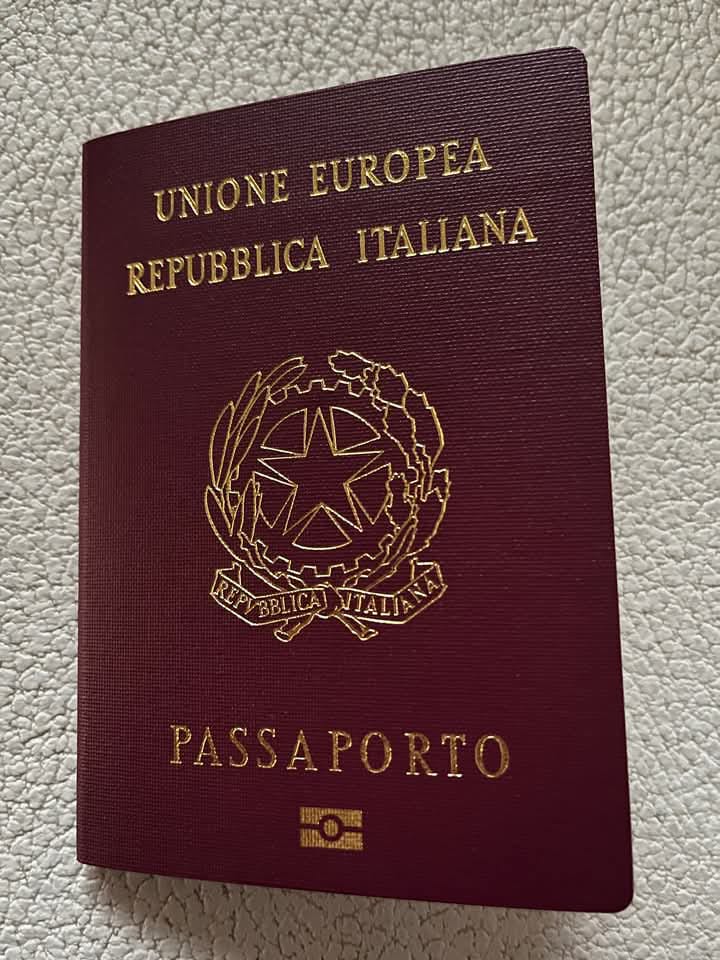 UNIONE EUROPEA
REPUBBLICA ITALIANA
REPVBBLICA ITALIANA
PASSAPORTO